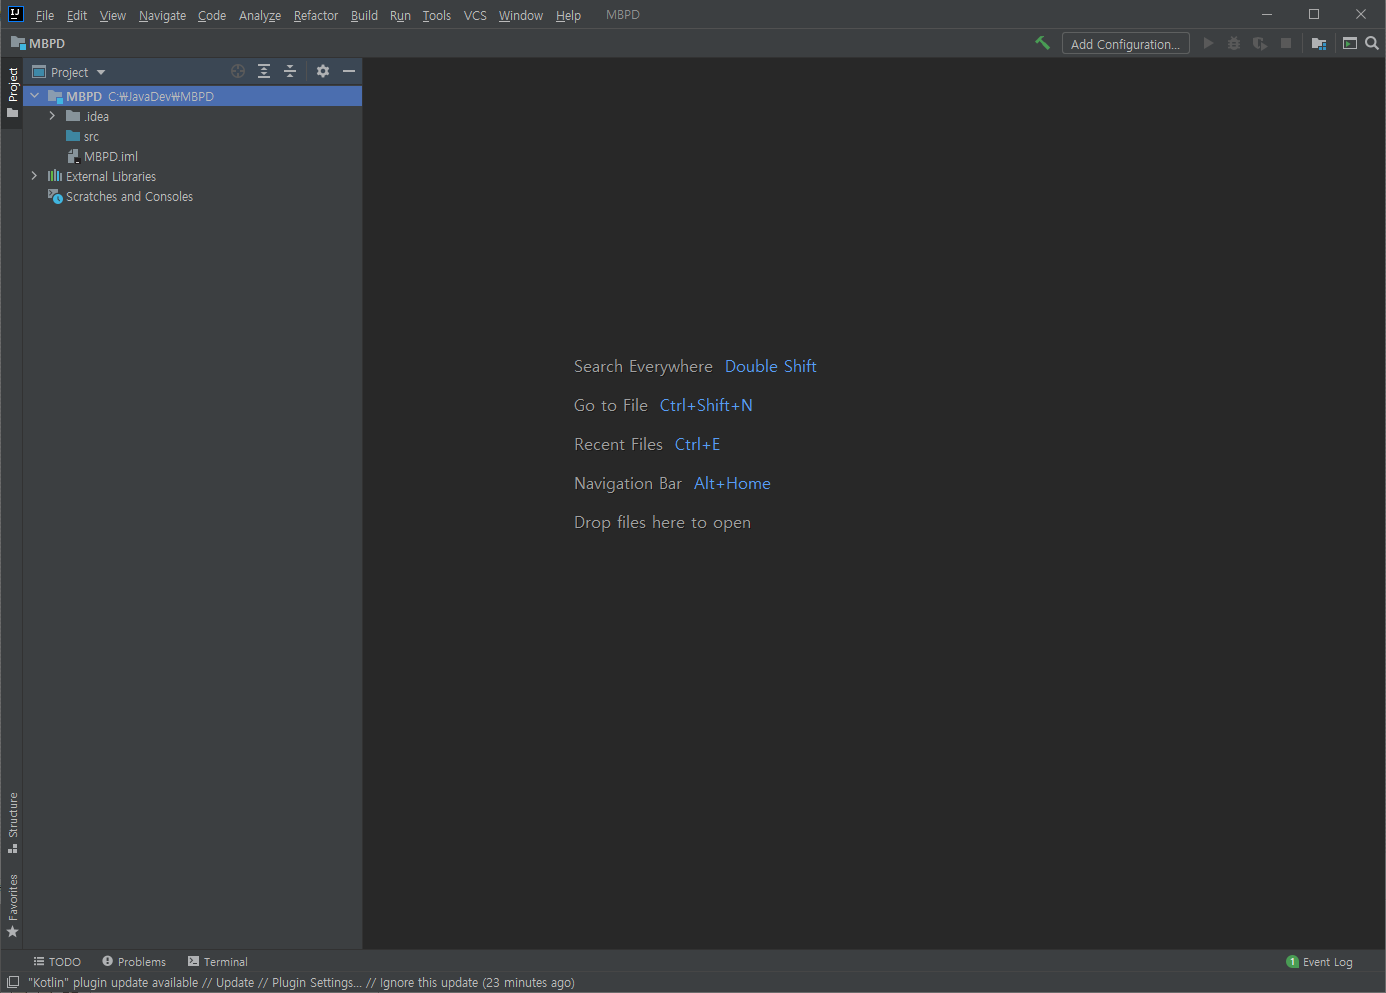 IJ
File Edit View Navigate Code Analyze Refactor Build Run Tools VCS Window Help MBPD
MBPD
Add Configuration...
Project
Project
MBPD C:₩JavaDev₩MBPD
.idea
src
MBPD.iml
External Libraries
Scratches and Consoles
Search Everywhere Double Shift
Go to File Ctrl+Shift+N
Recent Files Ctrl+E
Navigation Bar Alt+Home
Drop files here to open
Structure
Favorites
TODO Problems Terminal
1 Event Log
"Kotlin" plugin update available // Update // Plugin Settings... // Ignore this update (23 minutes ago)